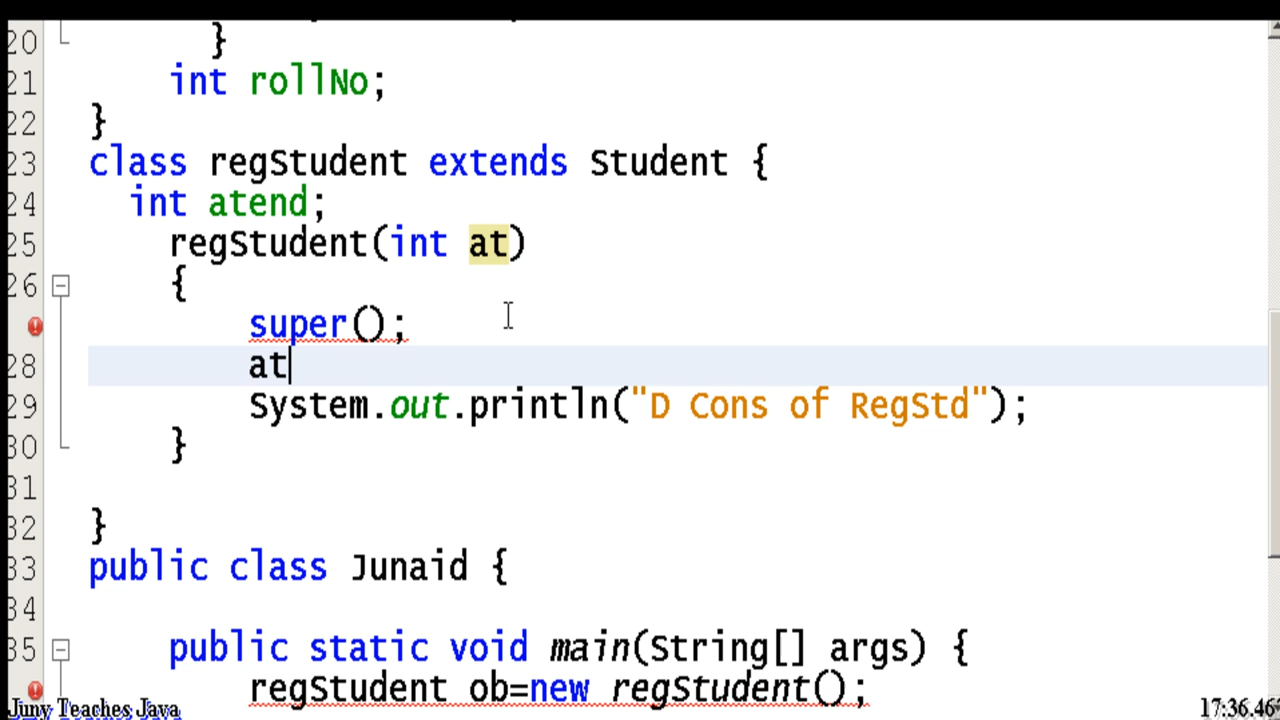 20 }
21 int rollNo;
22 }
23 class regStudent extends Student {
24 int atend;
25 regStudent(int at)
26 {
super();
28 at
29 System.out.println("D Cons of RegStd");
30 }
31
32 }
33 public class Junaid {
34
35 public static void main(String[] args) {
regStudent ob=new regStudent();
Juny Teaches Java
17:36.46